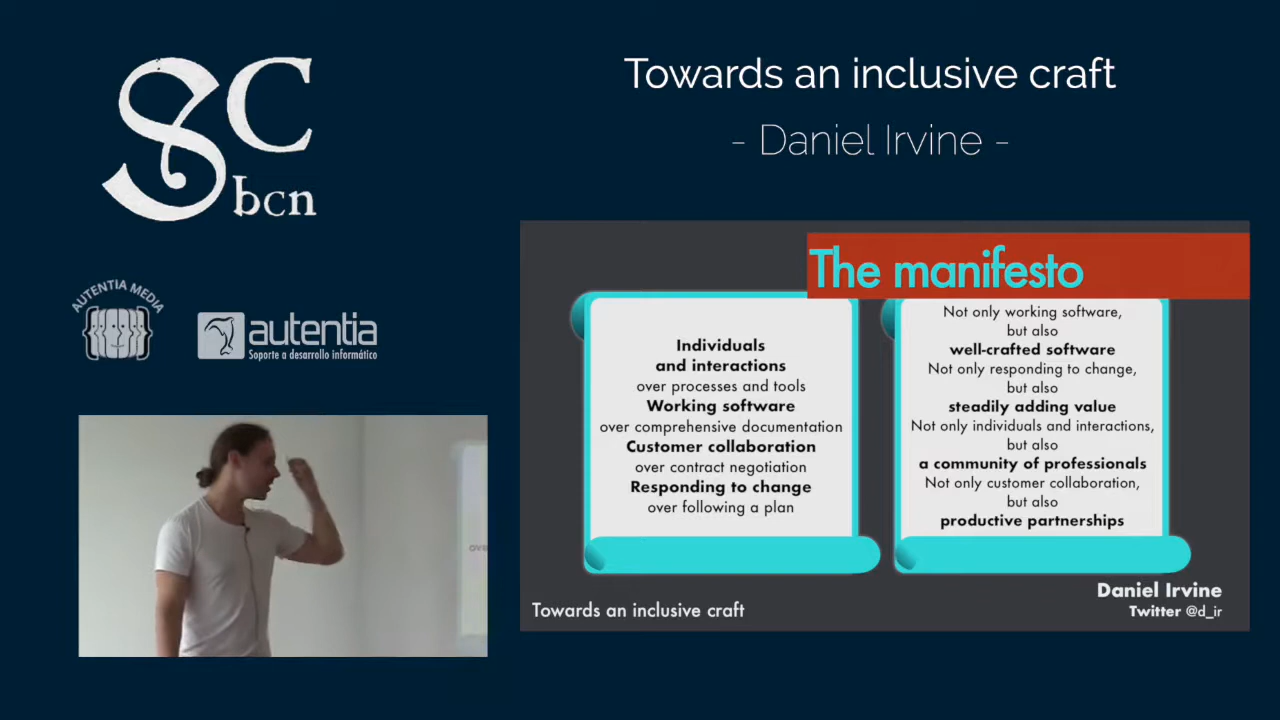 SC
bcn
AUTENTIA MEDIA
autentia
Soporte a desarrollo informático
Towards an inclusive craft
- Daniel Irvine -
The manifesto
Individuals
and interactions
over processes and tools
Working software
over comprehensive documentation
Customer collaboration
over contract negotiation
Responding to change
over following a plan
Not only working software,
but also
well-crafted software
Not only responding to change,
but also
steadily adding value
Not only individuals and interactions,
but also
a community of professionals
Not only customer collaboration,
but also
productive partnerships
Towards an inclusive craft
Daniel Irvine
Twitter @d_ir